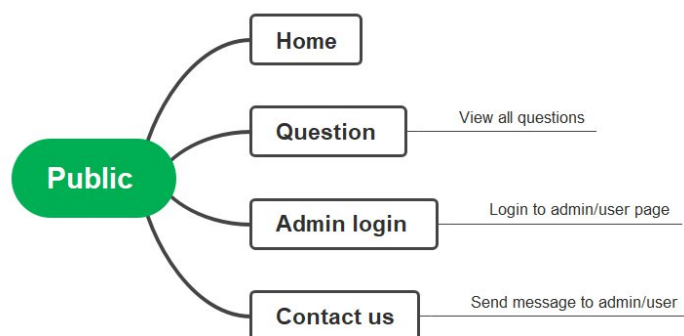 Public
Home
Question
View all questions
Admin login
Login to admin/user page
Contact us
Send message to admin/user